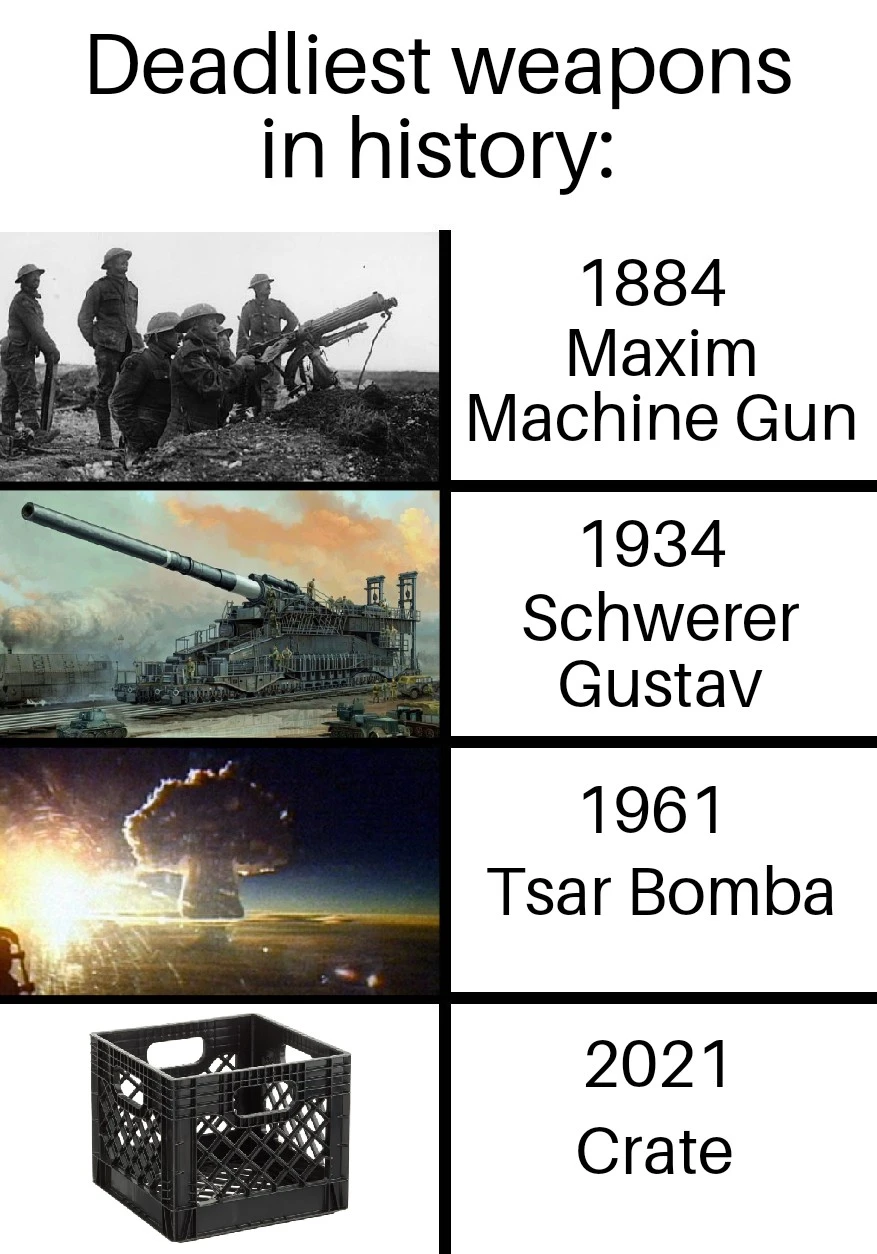 Deadliest weapons
in history:
1884
Maxim
Machine Gun
1934
Schwerer
Gustav
1961
Tsar Bomba
2021
Crate